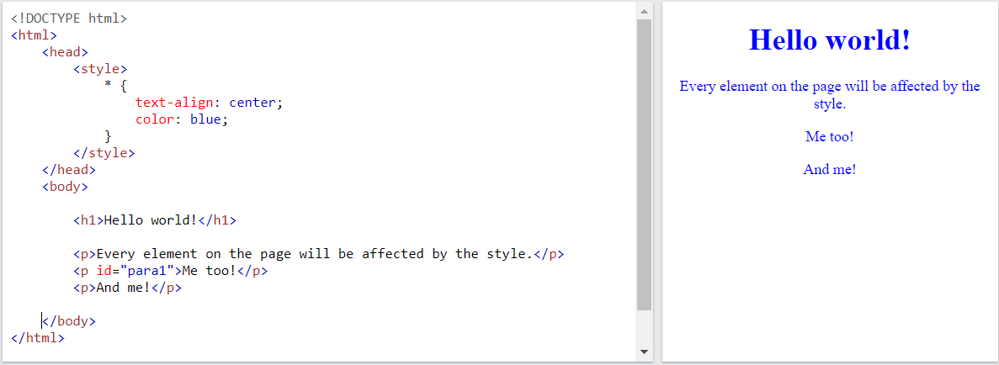 <!DOCTYPE html>
<html>
    <head>
        <style>
            * {
                text-align: center;
                color: blue;
            }
        </style>
    </head>
    <body>

        <h1>Hello world!</h1>

        <p>Every element on the page will be affected by the style.</p>
        <p id="para1">Me too!</p>
        <p>And me!</p>

    </body>
</html>
Hello world!
Every element on the page will be affected by the
style.
Me too!
And me!